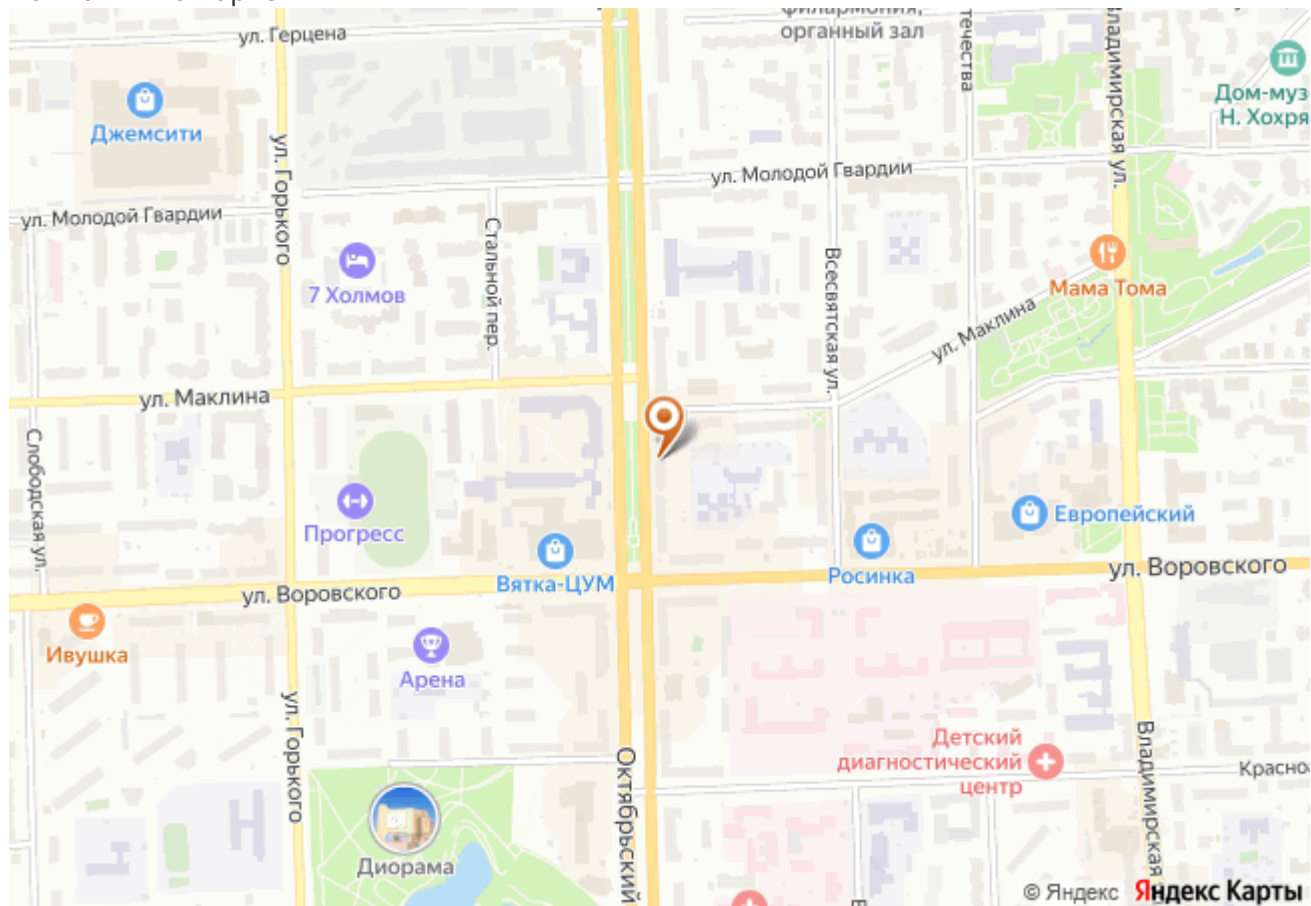 ул. Герцена
филармония,
органный зал
Дом-муз
Н. Хохря
Джемсити
ул. Горького
ул. Молодой Гвардии
ул. Молодой Гвардии
Владимирская ул.
Стальной пер.
7 Холмов
Всесвятская ул.
Мама Тома
ул. Маклина
ул. Маклина
Слободская ул.
Прогресс
Европейский
Вятка-ЦУМ
Росинка
ул. Воровского
ул. Воровского
Ивушка
Арена
ул. Горького
Октябрьский
Детский
диагностический
центр
Владимирская
Красно
Диорама
© Яндекс Яндекс Карты